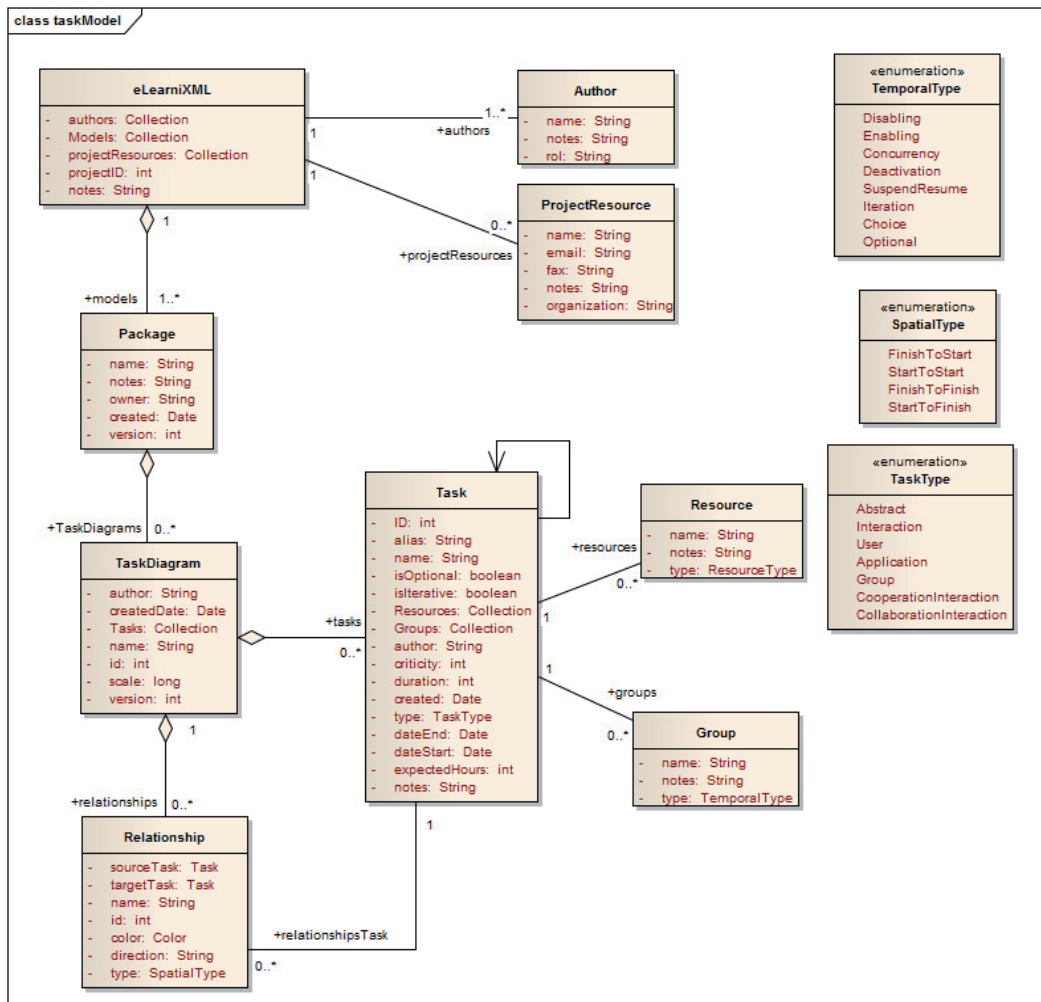 class taskModel
eLearniXML
- authors: Collection
- Models: Collection
- projectResources: Collection
- projectID: int
- notes: String
1
1..*
+authors
Author
- name: String
- notes: String
- rol: String
1
0..*
+projectResources
ProjectResource
- name: String
- email: String
- fax: String
- notes: String
- organization: String
«enumeration»
TemporalType
Disabling
Enabling
Concurrency
Deactivation
SuspendResume
Iteration
Choice
Optional
«enumeration»
SpatialType
FinishToStart
StartToStart
FinishToFinish
StartToFinish
«enumeration»
TaskType
Abstract
Interaction
User
Application
Group
CooperationInteraction
CollaborationInteraction
1
+models
1..*
Package
- name: String
- notes: String
- owner: String
- created: Date
- version: int
+TaskDiagrams
0..*
TaskDiagram
- author: String
- createdDate: Date
- Tasks: Collection
- name: String
- id: int
- scale: long
- version: int
+tasks
0..*
Task
- ID: int
- alias: String
- name: String
- isOptional: boolean
- isIterative: boolean
- Resources: Collection
- Groups: Collection
- author: String
- criticity: int
- duration: int
- created: Date
- type: TaskType
- dateEnd: Date
- dateStart: Date
- expectedHours: int
- notes: String
+resources
0..*
1
Resource
- name: String
- notes: String
- type: ResourceType
1
+groups
0..*
Group
- name: String
- notes: String
- type: TemporalType
1
+relationships
0..*
Relationship
- sourceTask: Task
- targetTask: Task
- name: String
- id: int
- color: Color
- direction: String
- type: SpatialType
1
+relationshipsTask
0..*